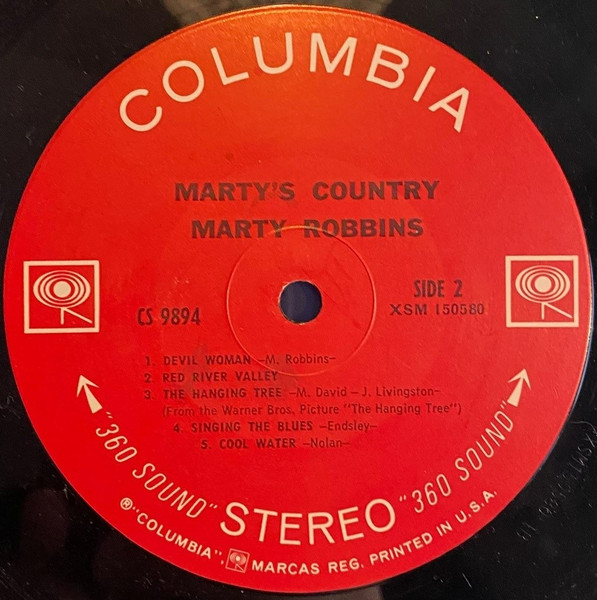 COLUMBIA
MARTY'S COUNTRY
MARTY ROBBINS
CS 9894
SIDE 2
XSM 150580
1. DEVIL WOMAN –M. Robbins–
2. RED RIVER VALLEY
3. THE HANGING TREE –M. David – J. Livingston–
(From the Warner Bros. Picture "The Hanging Tree")
4. SINGING THE BLUES –Endsley–
5. COOL WATER –Nolan–
"360 SOUND" STEREO "360 SOUND"
®"COLUMBIA", MARCAS REG. PRINTED IN U.S.A.